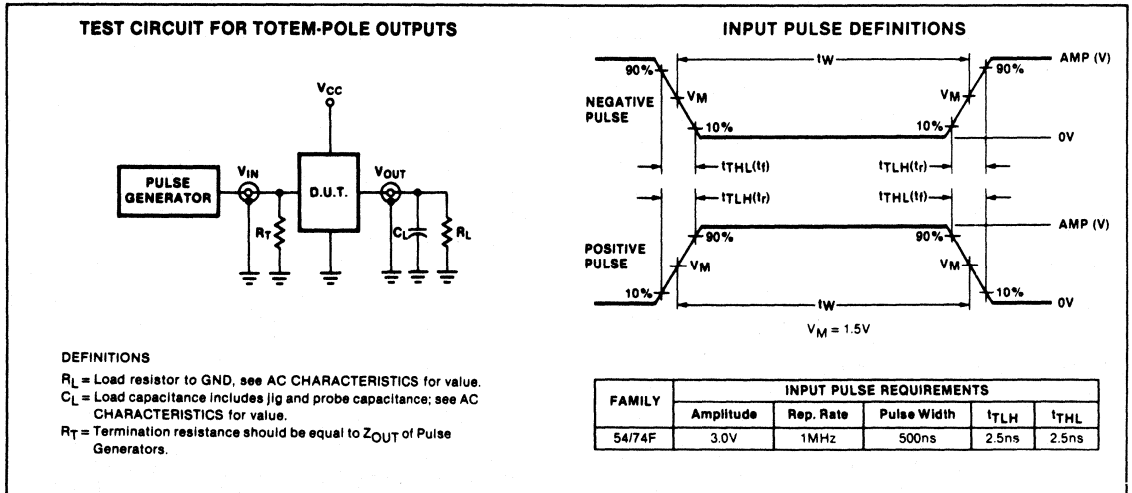 TEST CIRCUIT FOR TOTEM-POLE OUTPUTS
VCC
PULSE
GENERATOR
VIN
RT
D.U.T.
VOUT
CL
RL
DEFINITIONS
RL = Load resistor to GND, see AC CHARACTERISTICS for value.
CL = Load capacitance includes jig and probe capacitance; see AC
CHARACTERISTICS for value.
RT = Termination resistance should be equal to ZOUT of Pulse
Generators.
INPUT PULSE DEFINITIONS
tW
AMP (V)
90%
90%
NEGATIVE
PULSE
VM
VM
10%
10%
0V
tTHL(tf)
tTLH(tr)
tTLH(tr)
tTHL(tf)
AMP (V)
90%
90%
POSITIVE
PULSE
VM
VM
10%
10%
tW
0V
VM = 1.5V
FAMILY
INPUT PULSE REQUIREMENTS
Amplitude Rep. Rate Pulse Width tTLH tTHL
54/74F 3.0V 1MHz 500ns 2.5ns 2.5ns